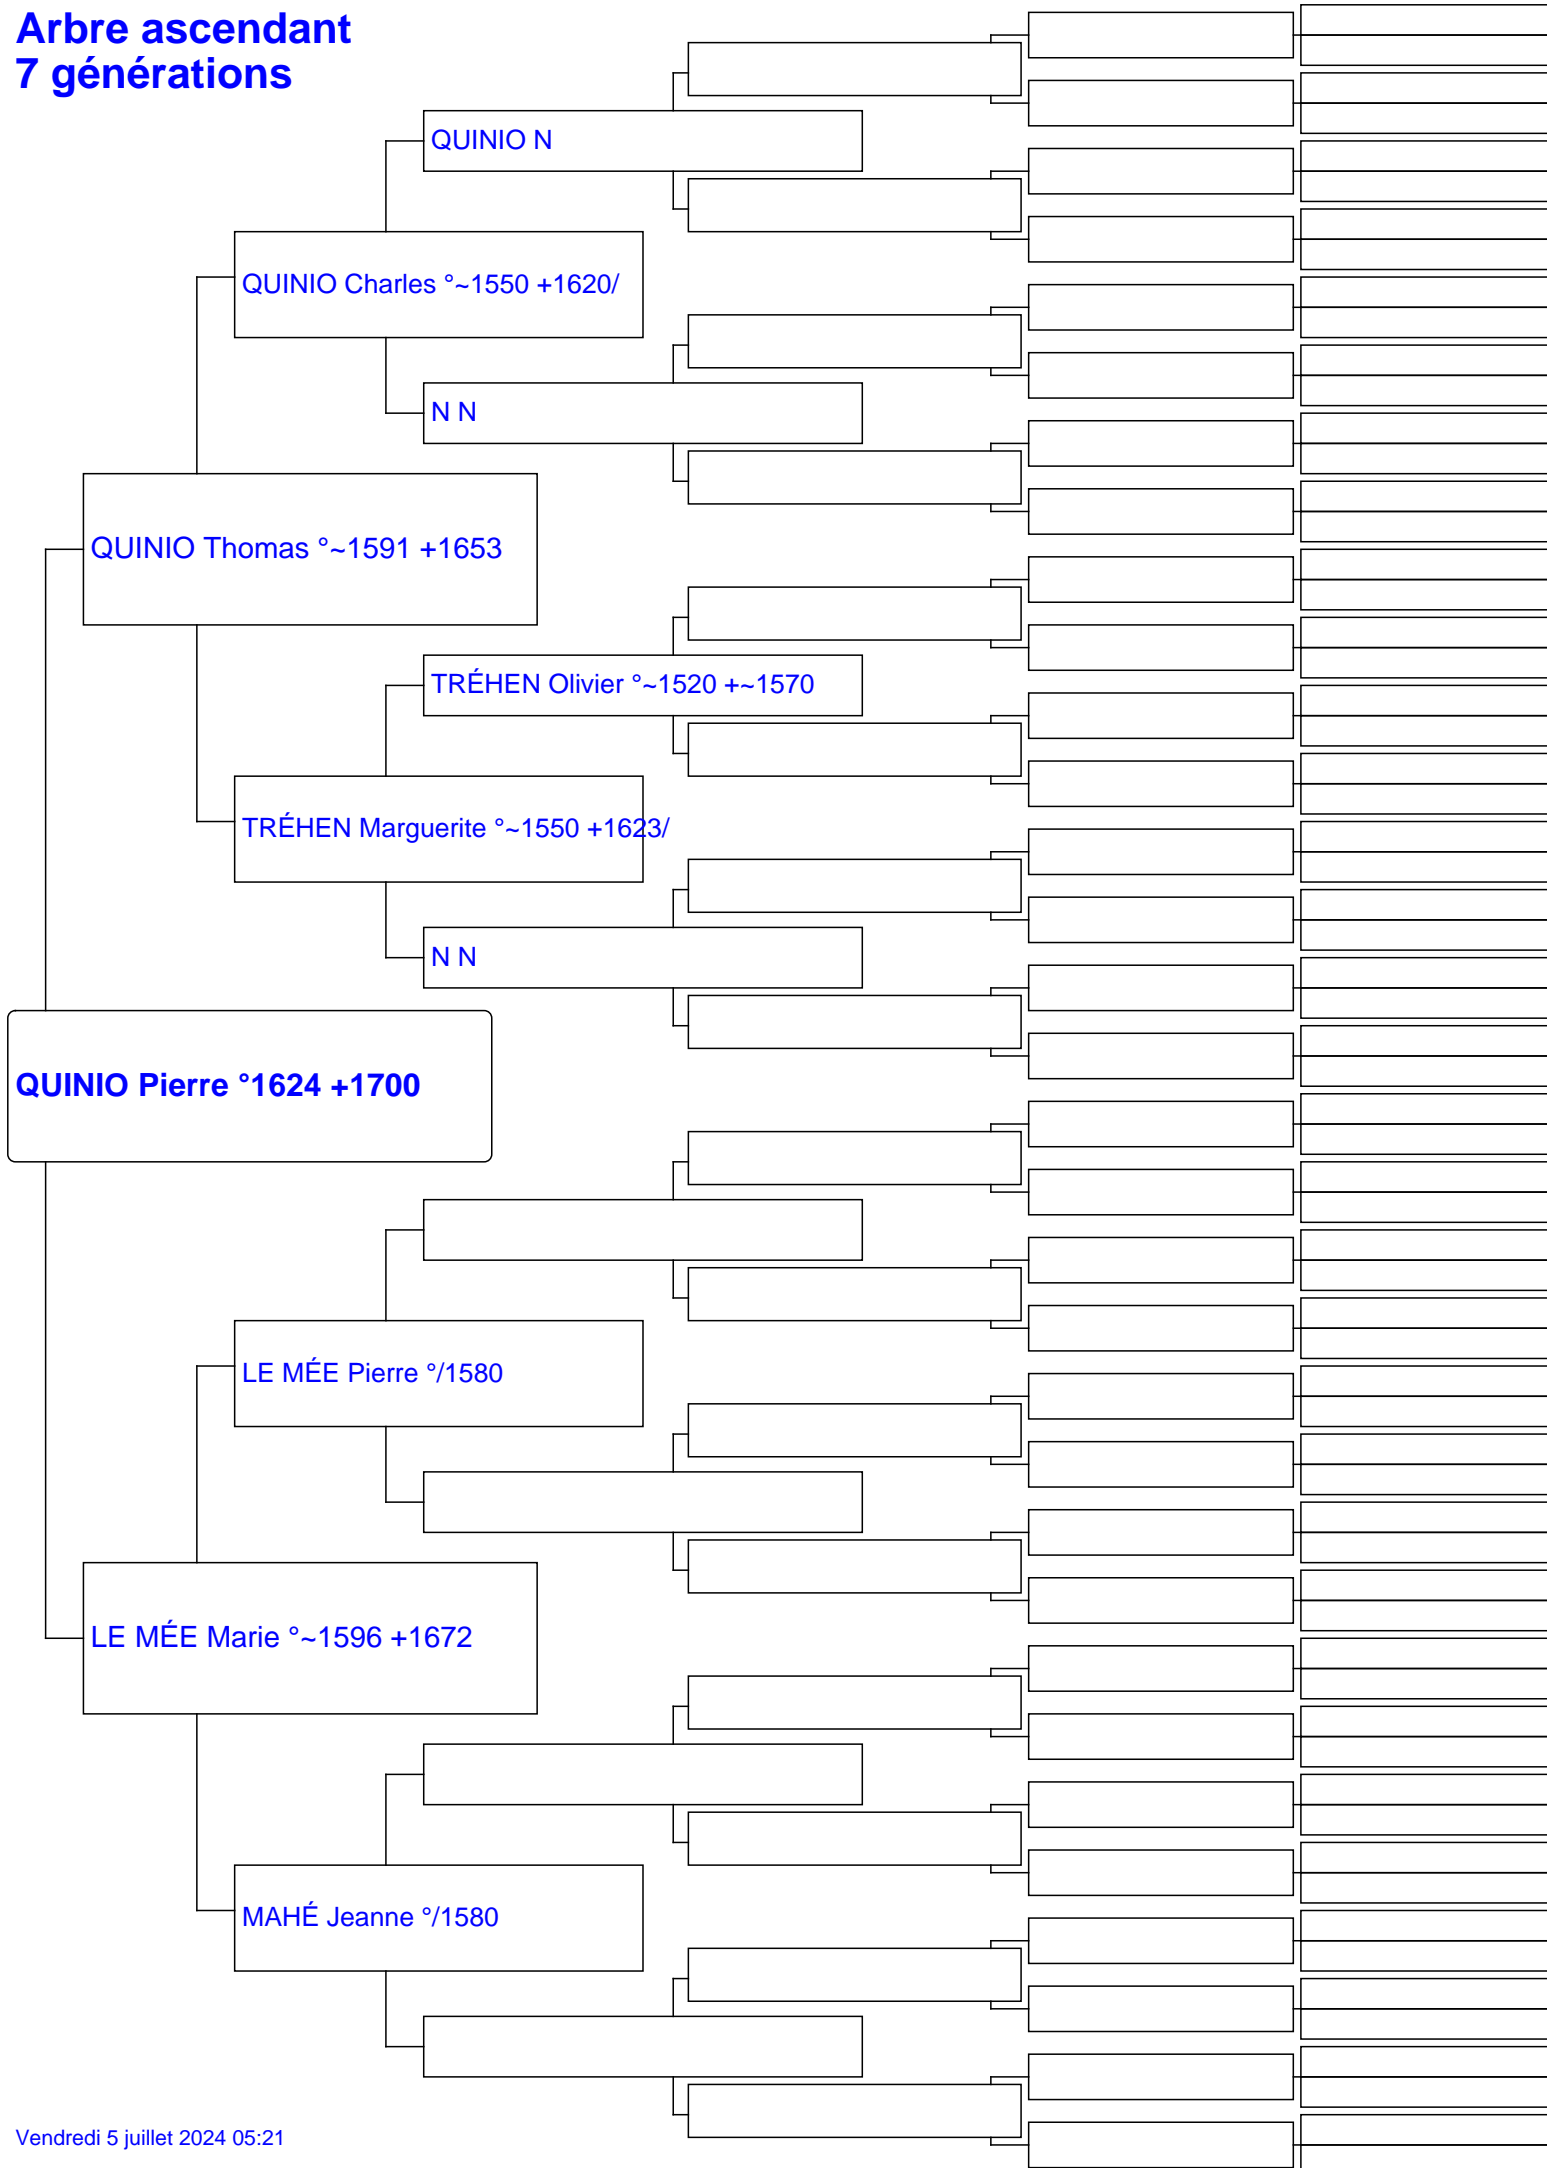 Arbre ascendant
7 générations
QUINIO N
QUINIO Charles °~1550 +1620/
N N
QUINIO Thomas °~1591 +1653
TRÉHEN Olivier °~1520 +~1570
TRÉHEN Marguerite °~1550 +1623/
N N
QUINIO Pierre °1624 +1700
LE MÉE Pierre °/1580
LE MÉE Marie °~1596 +1672
MAHÉ Jeanne °/1580
Vendredi 5 juillet 2024 05:21